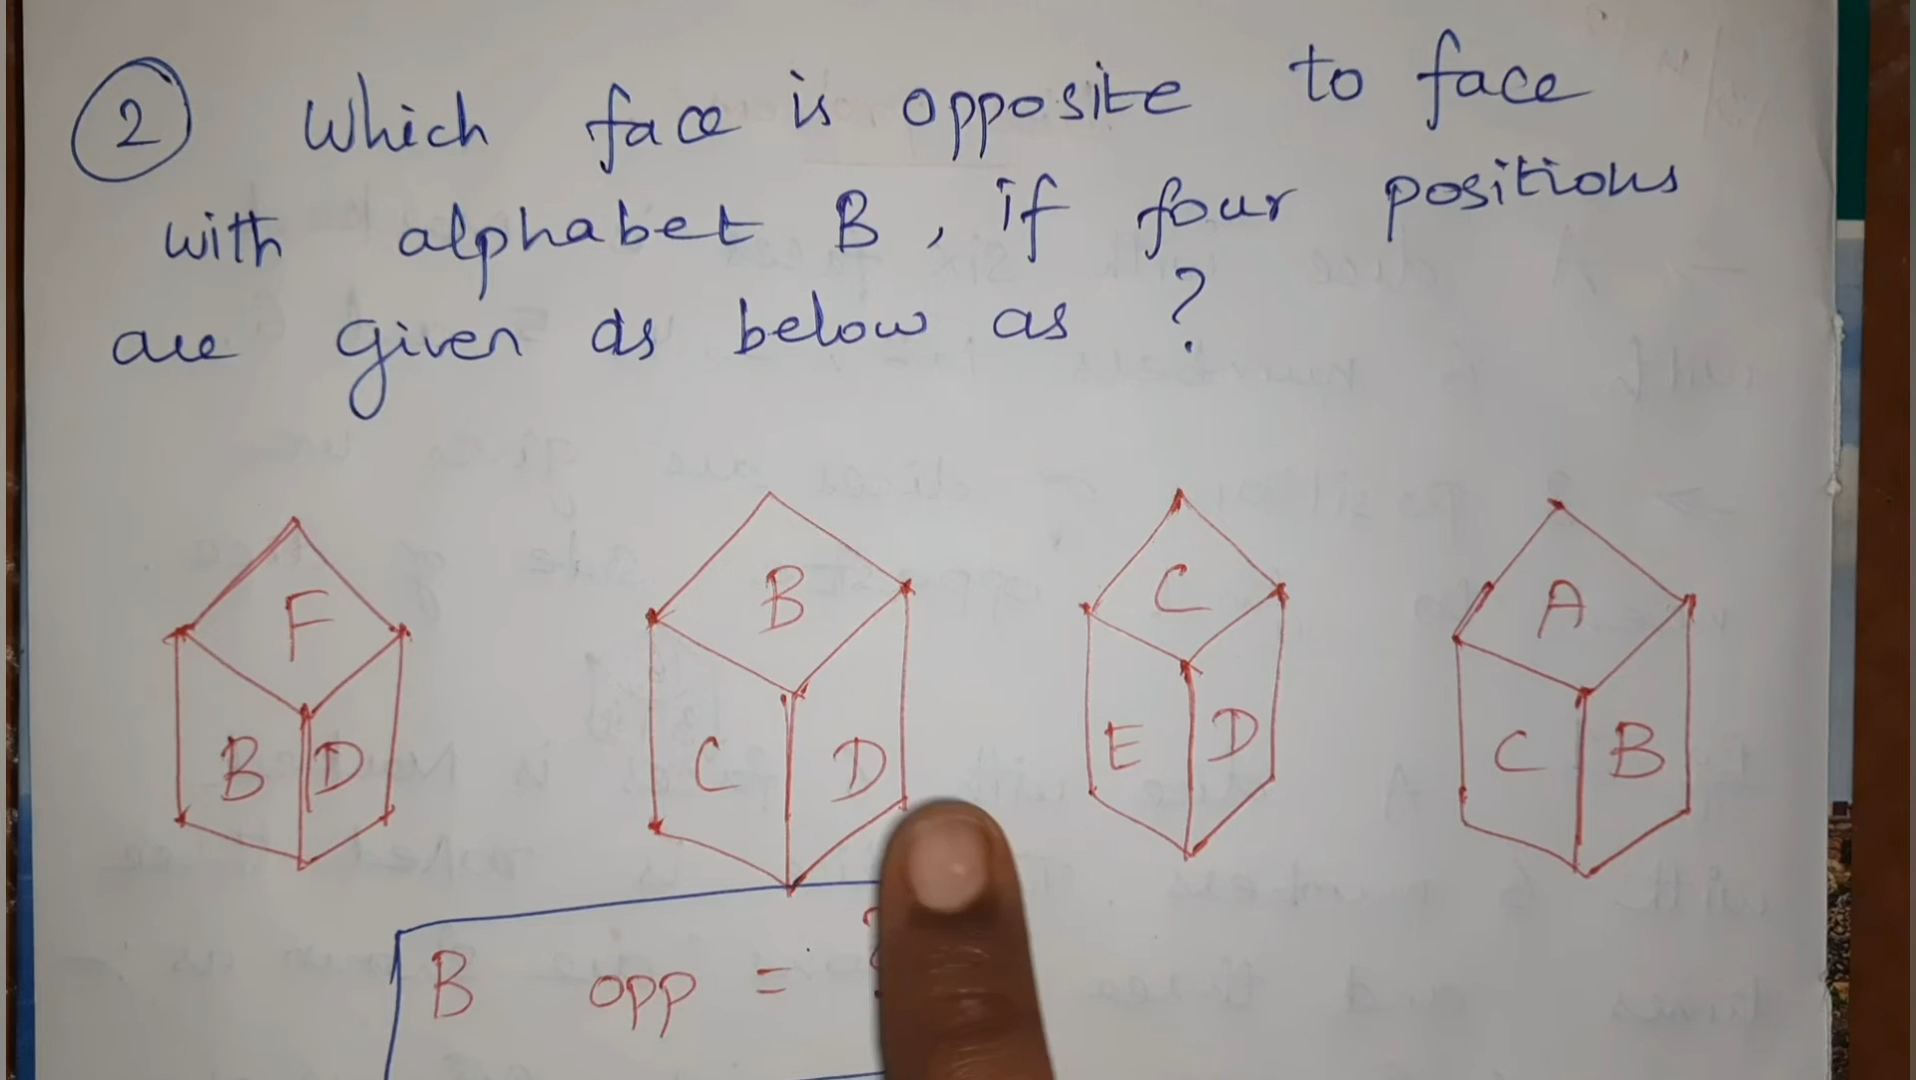 2 Which face is opposite to face
with alphabet B, if four positions
are given as below as ?
F
B D
B
C D
C
E D
A
C B
B opp =